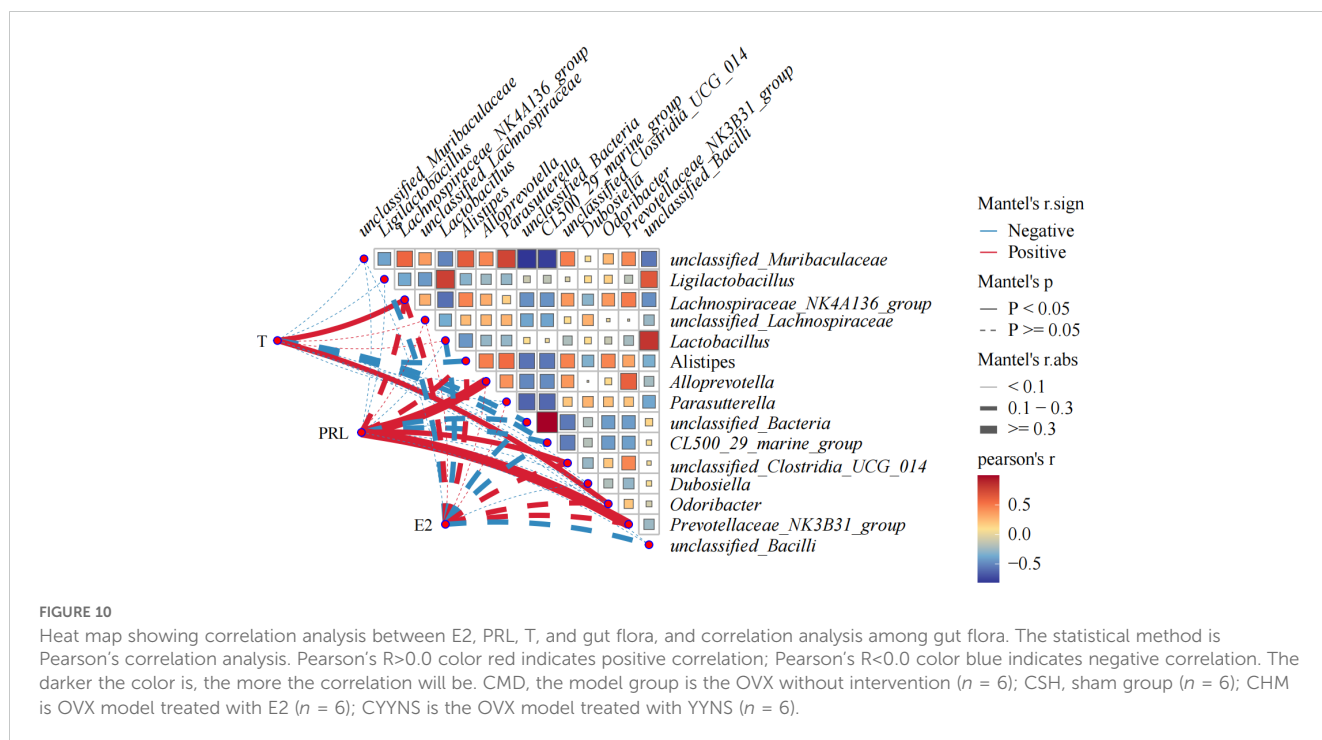 unclassified_Muribaculaceae
Ligilactobacillus
Lachnospiraceae_NK4A136_group
unclassified_Lachnospiraceae
Lactobacillus
Alistipes
Alloprevotella
Parasutterella
unclassified_Bacteria
CL500_29_marine_group
unclassified_Clostridia_UCG_014
Dubosiella
Odoribacter
Prevotellaceae_NK3B31_group
unclassified_Bacilli
unclassified_Muribaculaceae
Ligilactobacillus
Lachnospiraceae_NK4A136_group
unclassified_Lachnospiraceae
Lactobacillus
Alistipes
Alloprevotella
Parasutterella
unclassified_Bacteria
CL500_29_marine_group
unclassified_Clostridia_UCG_014
Dubosiella
Odoribacter
Prevotellaceae_NK3B31_group
unclassified_Bacilli
T
PRL
E2
Mantel's r.sign
Negative
Positive
Mantel's p
P < 0.05
P >= 0.05
Mantel's r.abs
< 0.1
0.1 − 0.3
>= 0.3
pearson's r
0.5
0.0
−0.5
FIGURE 10
Heat map showing correlation analysis between E2, PRL, T, and gut flora, and correlation analysis among gut flora. The statistical method is
Pearson's correlation analysis. Pearson's R>0.0 color red indicates positive correlation; Pearson's R<0.0 color blue indicates negative correlation. The
darker the color is, the more the correlation will be. CMD, the model group is the OVX without intervention (n = 6); CSH, sham group (n = 6); CHM
is OVX model treated with E2 (n = 6); CYYNS is the OVX model treated with YYNS (n = 6).